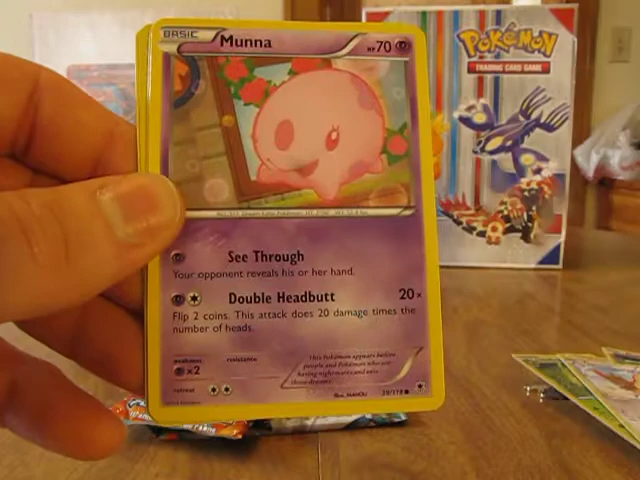 BASIC
Munna
HP70
POKéMON
TRADING CARD GAME
See Through
Your opponent reveals his or her hand.
Double Headbutt 20×
Flip 2 coins. This attack does 20 damage times the
number of heads.
weakness
resistance
×2
This Pokémon appears before
people and Pokémon who are
having nightmares and eats
those dreams.
retreat